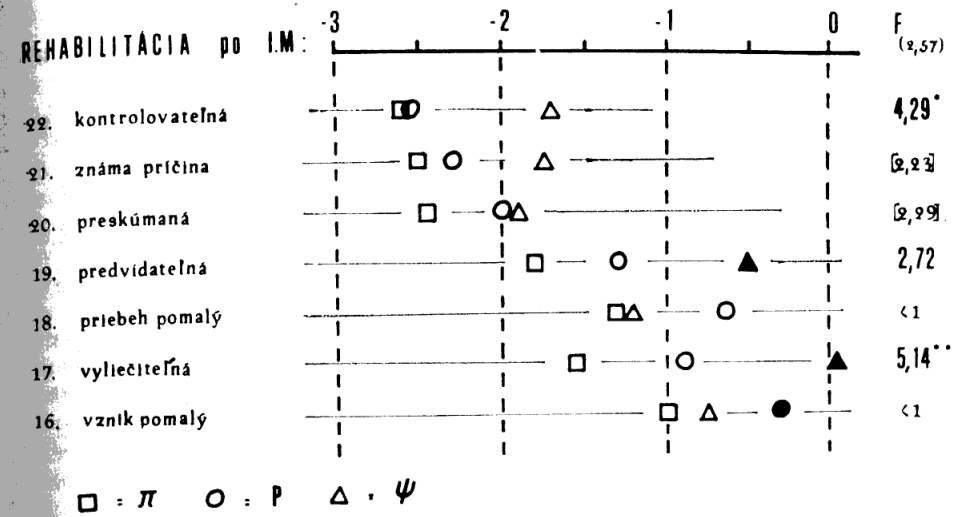 -3 -2 -1 0 F
REHABILITÁCIA po I.M: (2,57)
22. kontrolovateľná 4,29*
21. známa príčina [2,23]
20. preskúmaná [2,29]
19. predvídateľná 2,72
18. priebeh pomalý <1
17. vyliečiteľná 5,14**
16. vznik pomalý <1
□ : π ○ : P △ : ψ